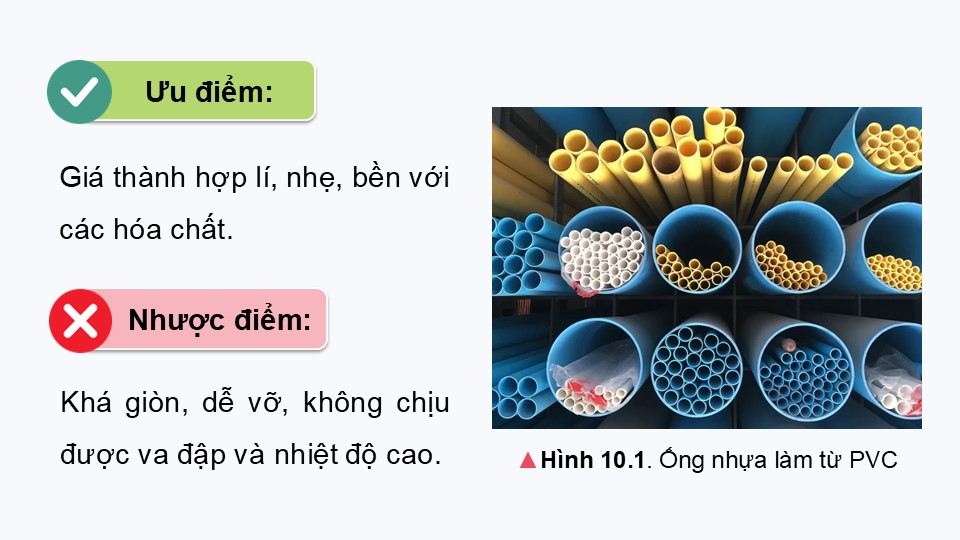 Ưu điểm:
Giá thành hợp lí, nhẹ, bền với
các hóa chất.
Nhược điểm:
Khá giòn, dễ vỡ, không chịu
được va đập và nhiệt độ cao.
▲Hình 10.1. Ống nhựa làm từ PVC